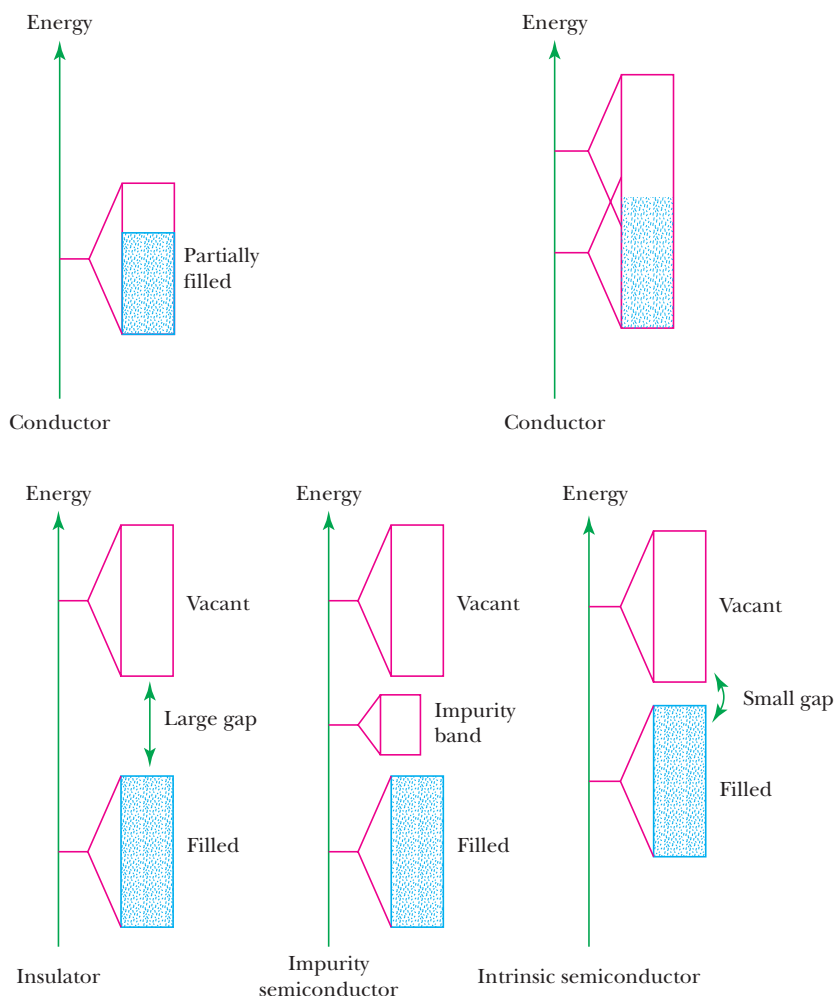 Energy
Partially
filled
Conductor
Energy
Conductor
Energy
Vacant
Large gap
Filled
Insulator
Energy
Vacant
Impurity
band
Filled
Impurity
semiconductor
Energy
Vacant
Small gap
Filled
Intrinsic semiconductor